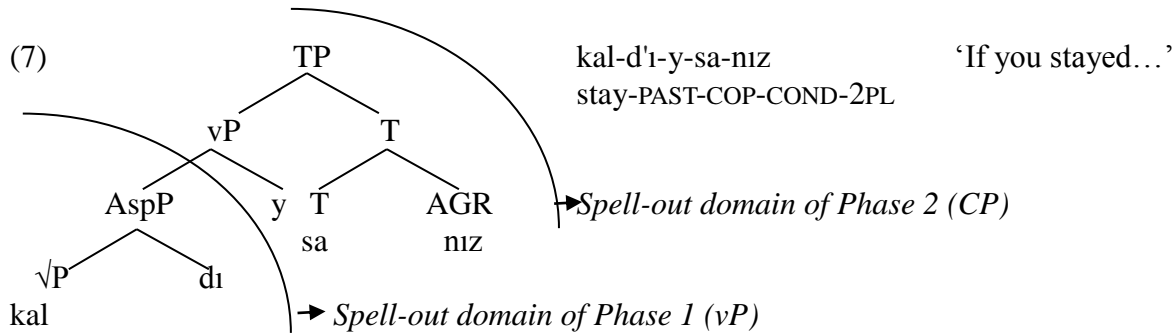 (7) TP kal-d'ı-y-sa-nız ‘If you stayed…’
stay-PAST-COP-COND-2PL
vP T
AspP y T AGR Spell-out domain of Phase 2 (CP)
sa nız
√P dı
kal Spell-out domain of Phase 1 (vP)